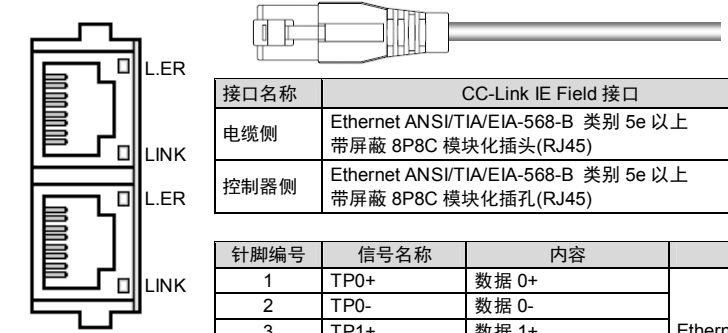 L.ER
LINK
L.ER
LINK
接口名称 CC-Link IE Field 接口
电缆侧 Ethernet ANSI/TIA/EIA-568-B 类别 5e 以上
带屏蔽 8P8C 模块化插头(RJ45)
控制器侧 Ethernet ANSI/TIA/EIA-568-B 类别 5e 以上
带屏蔽 8P8C 模块化插孔(RJ45)
针脚编号 信号名称 内容
1 TP0+ 数据 0+
2 TP0- 数据 0-
3 TP1+ 数据 1+